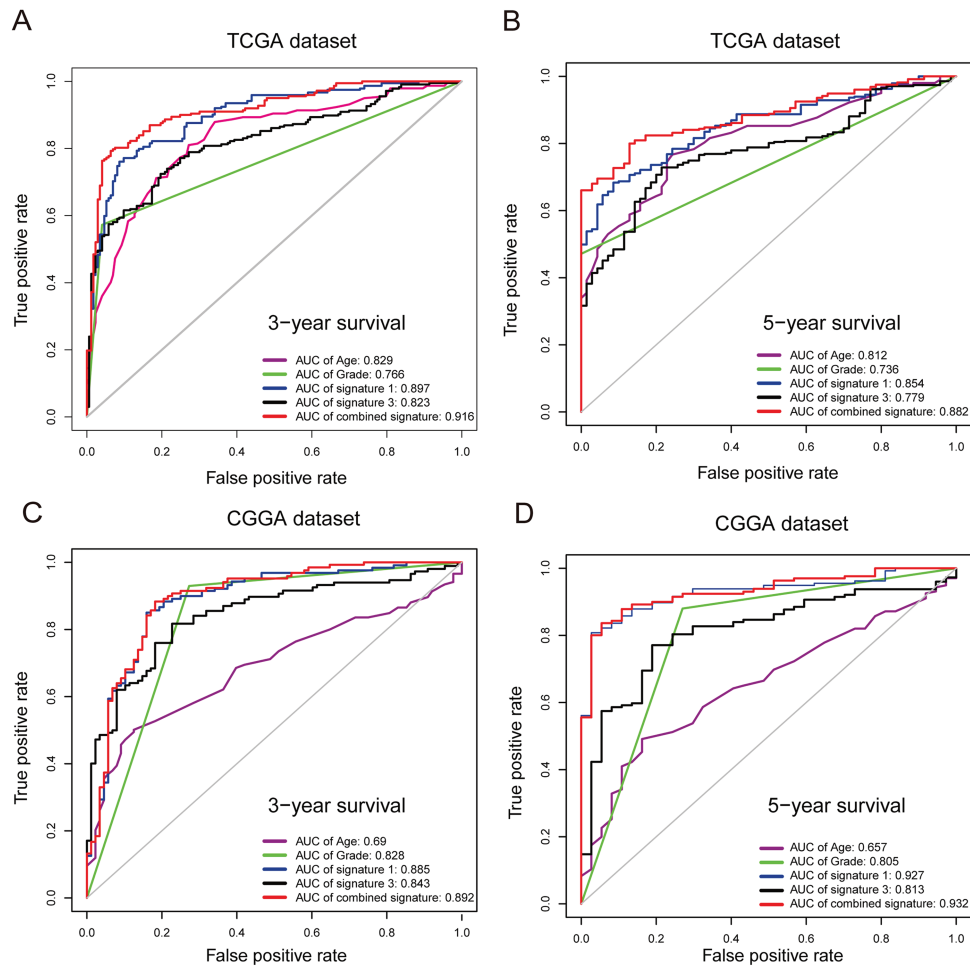 A
TCGA dataset
True positive rate
1.0
0.8
0.6
0.4
0.2
0.0
3-year survival
AUC of Age: 0.829
AUC of Grade: 0.766
AUC of signature 1: 0.897
AUC of signature 3: 0.823
AUC of combined signature: 0.916
0.0 0.2 0.4 0.6 0.8 1.0
False positive rate
B
TCGA dataset
True positive rate
1.0
0.8
0.6
0.4
0.2
0.0
5-year survival
AUC of Age: 0.812
AUC of Grade: 0.736
AUC of signature 1: 0.854
AUC of signature 3: 0.779
AUC of combined signature: 0.882
0.0 0.2 0.4 0.6 0.8 1.0
False positive rate
C
CGGA dataset
True positive rate
1.0
0.8
0.6
0.4
0.2
0.0
3-year survival
AUC of Age: 0.69
AUC of Grade: 0.828
AUC of signature 1: 0.885
AUC of signature 3: 0.843
AUC of combined signature: 0.892
0.0 0.2 0.4 0.6 0.8 1.0
False positive rate
D
CGGA dataset
True positive rate
1.0
0.8
0.6
0.4
0.2
0.0
5-year survival
AUC of Age: 0.657
AUC of Grade: 0.805
AUC of signature 1: 0.927
AUC of signature 3: 0.813
AUC of combined signature: 0.932
0.0 0.2 0.4 0.6 0.8 1.0
False positive rate